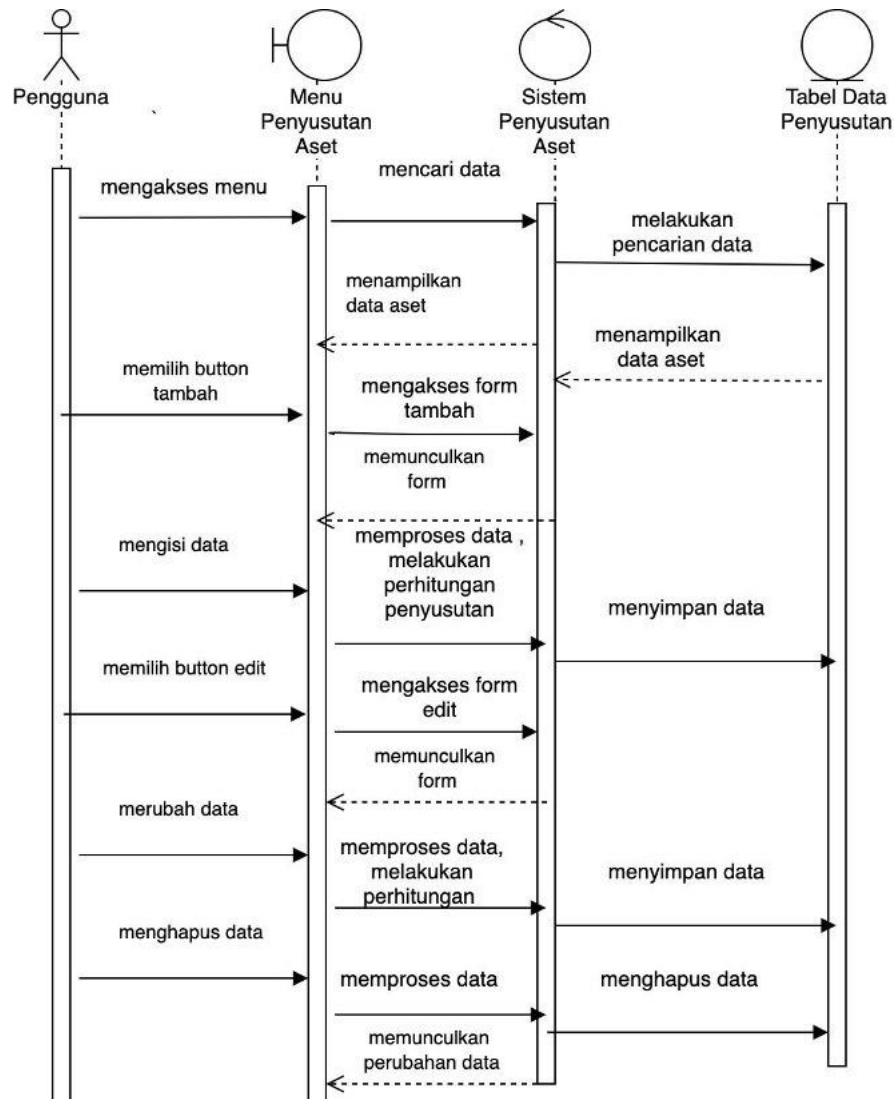 Pengguna
Menu
Penyusutan
Aset
Sistem
Penyusutan
Aset
Tabel Data
Penyusutan
mengakses menu
mencari data
melakukan
pencarian data
menampilkan
data aset
menampilkan
data aset
memilih button
tambah
mengakses form
tambah
memunculkan
form
mengisi data
memproses data ,
melakukan
perhitungan
penyusutan
menyimpan data
memilih button edit
mengakses form
edit
memunculkan
form
merubah data
memproses data,
melakukan
perhitungan
menyimpan data
menghapus data
memproses data
menghapus data
memunculkan
perubahan data